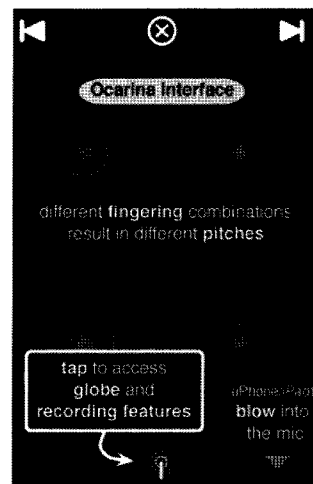 Ocarina Interface
different fingering combinations
result in different pitches
tap to access
globe and
recording features
blow into
the mic